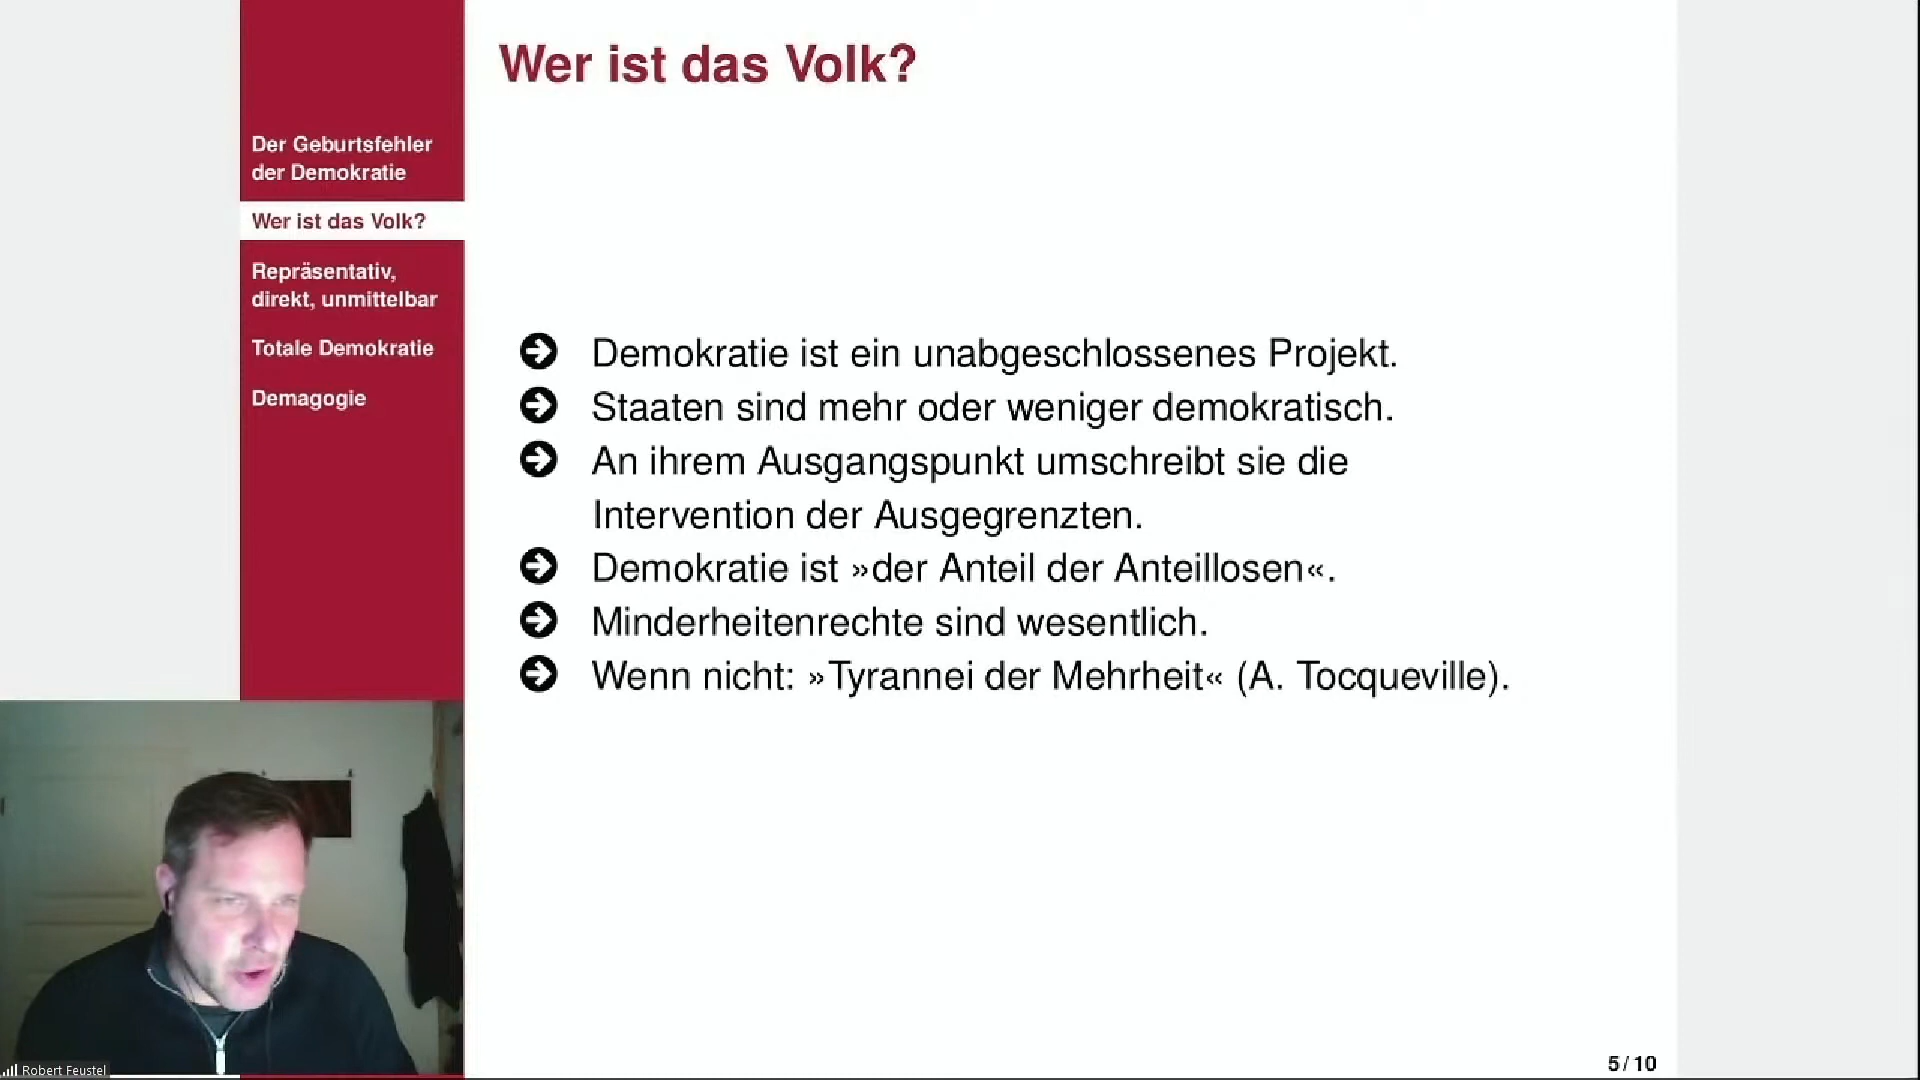 Wer ist das Volk?
Der Geburtsfehler
der Demokratie
Wer ist das Volk?
Repräsentativ,
direkt, unmittelbar
Totale Demokratie
Demagogie
Demokratie ist ein unabgeschlossenes Projekt.
Staaten sind mehr oder weniger demokratisch.
An ihrem Ausgangspunkt umschreibt sie die
Intervention der Ausgegrenzten.
Demokratie ist »der Anteil der Anteillosen«.
Minderheitenrechte sind wesentlich.
Wenn nicht: »Tyrannei der Mehrheit« (A. Tocqueville).
Robert Feustel
5 / 10